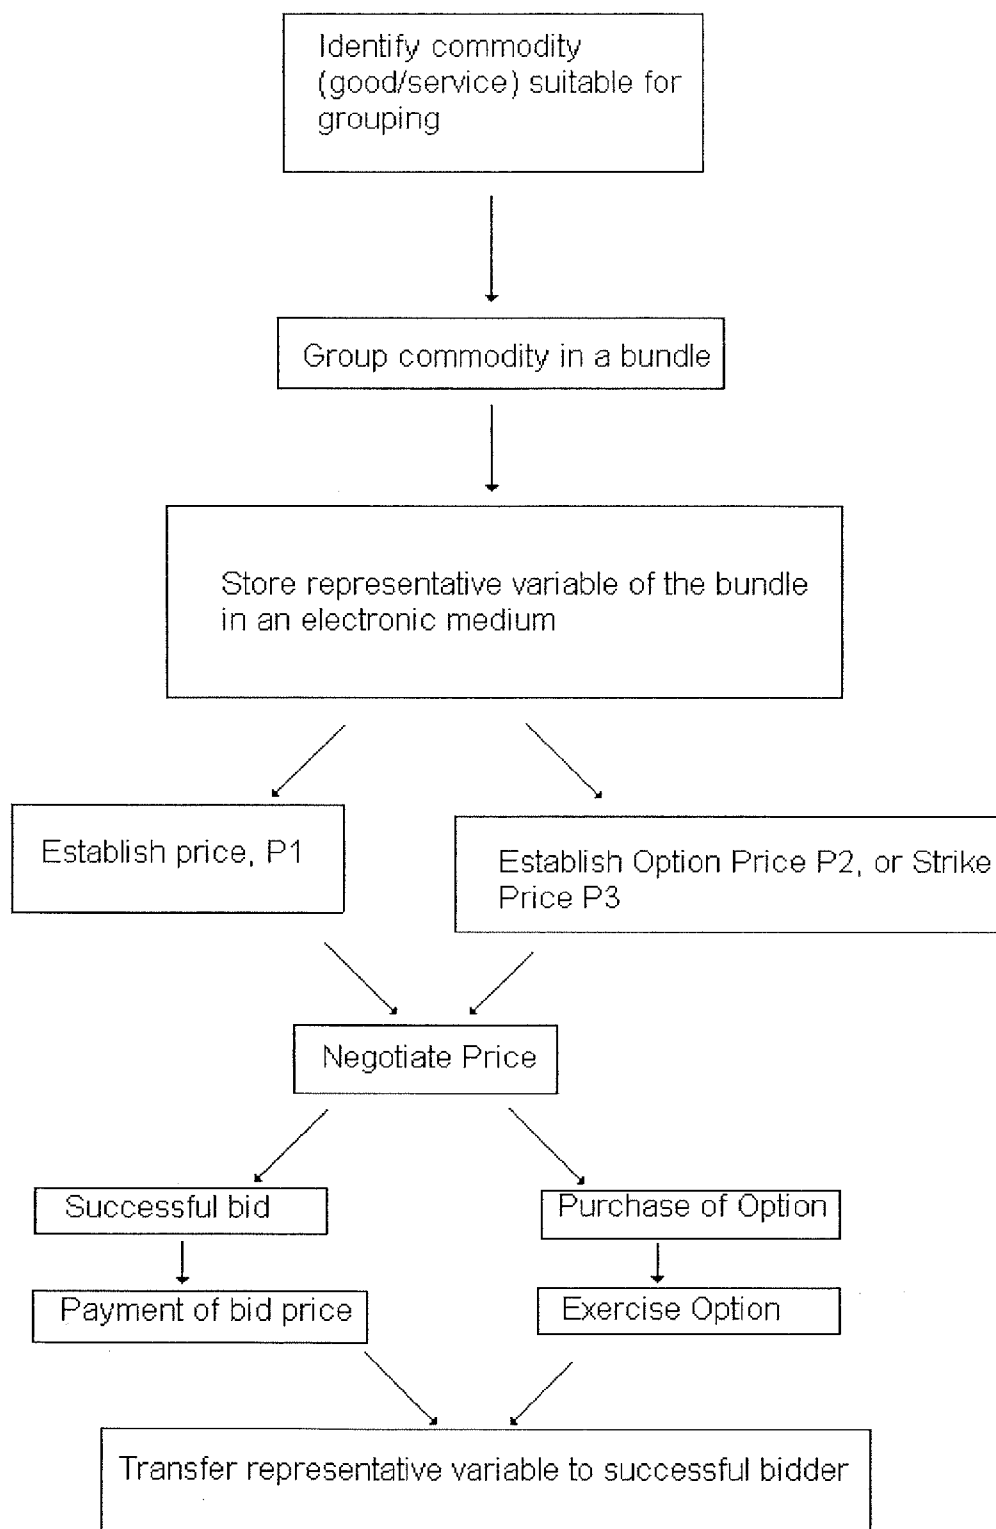 Identify commodity
(good/service) suitable for
grouping
Group commodity in a bundle
Store representative variable of the bundle
in an electronic medium
Establish price, P1
Establish Option Price P2, or Strike
Price P3
Negotiate Price
Successful bid
Purchase of Option
Payment of bid price
Exercise Option
Transfer representative variable to successful bidder